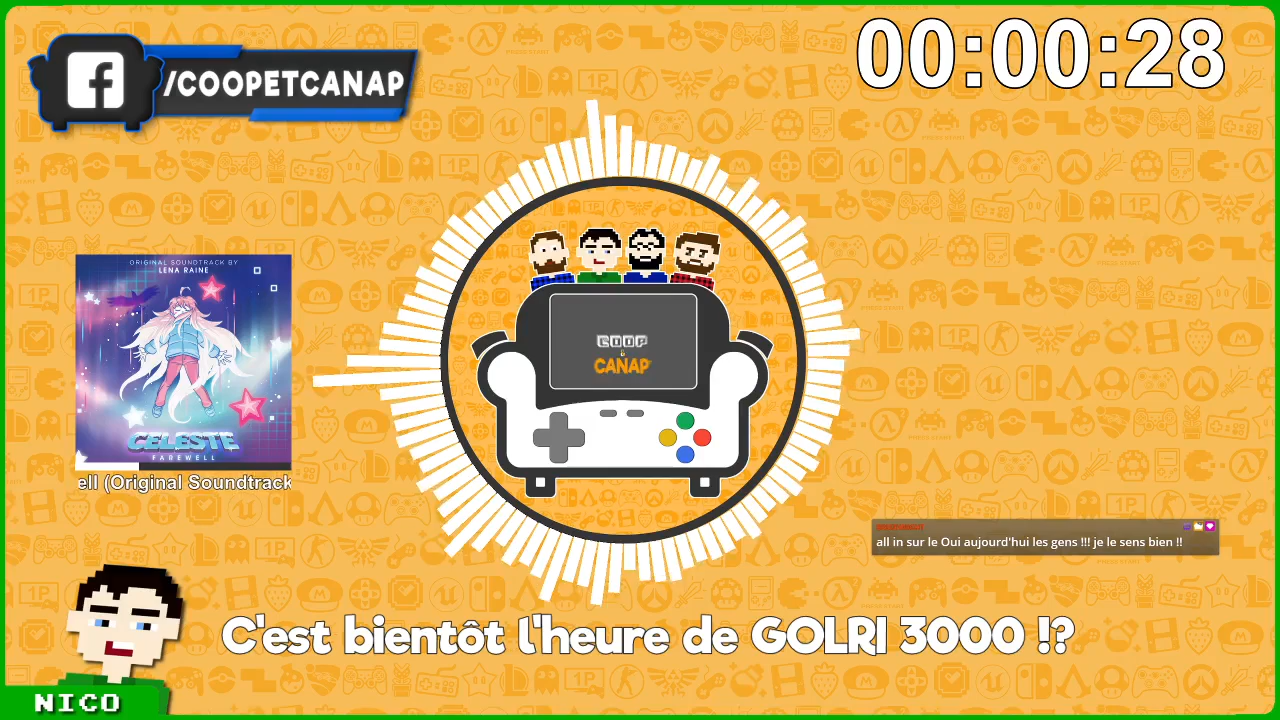 /COOPETCANAP
00:00:28
ORIGINAL SOUNDTRACK BY
LENA RAINE
CELESTE
FAREWELL
ell (Original Soundtrack
COOP
&
CANAP
all in sur le Oui aujourd'hui les gens !!! je le sens bien !!
C'est bientôt l'heure de GOLRI 3000 !?
NICO